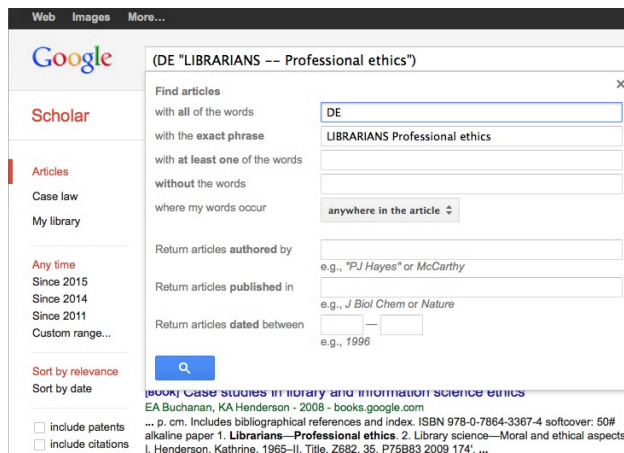 Web Images More...
Google
(DE "LIBRARIANS -- Professional ethics")
×
Find articles
with all of the words
DE
with the exact phrase
LIBRARIANS Professional ethics
with at least one of the words
without the words
where my words occur
anywhere in the article
Return articles authored by
e.g., "PJ Hayes" or McCarthy
Return articles published in
e.g., J Biol Chem or Nature
Return articles dated between
—
e.g., 1996
Scholar
Articles
Case law
My library
Any time
Since 2015
Since 2014
Since 2011
Custom range...
Sort by relevance
Sort by date
include patents
include citations
[BOOK] Case studies in library and information science ethics
EA Buchanan, KA Henderson - 2008 - books.google.com
... p. cm. Includes bibliographical references and index. ISBN 978-0-7864-3367-4 softcover: 50#
alkaline paper 1. Librarians—Professional ethics. 2. Library science—Moral and ethical aspects
I. Henderson, Kathrine, 1965–II. Title. Z682. 35. P75B83 2009 174'. ...